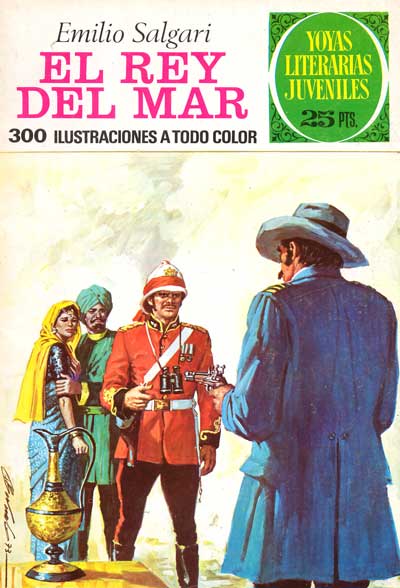 Emilio Salgari
EL REY
DEL MAR
300 ILUSTRACIONES A TODO COLOR
YOYAS
LITERARIAS
JUVENILES
25 PTS.